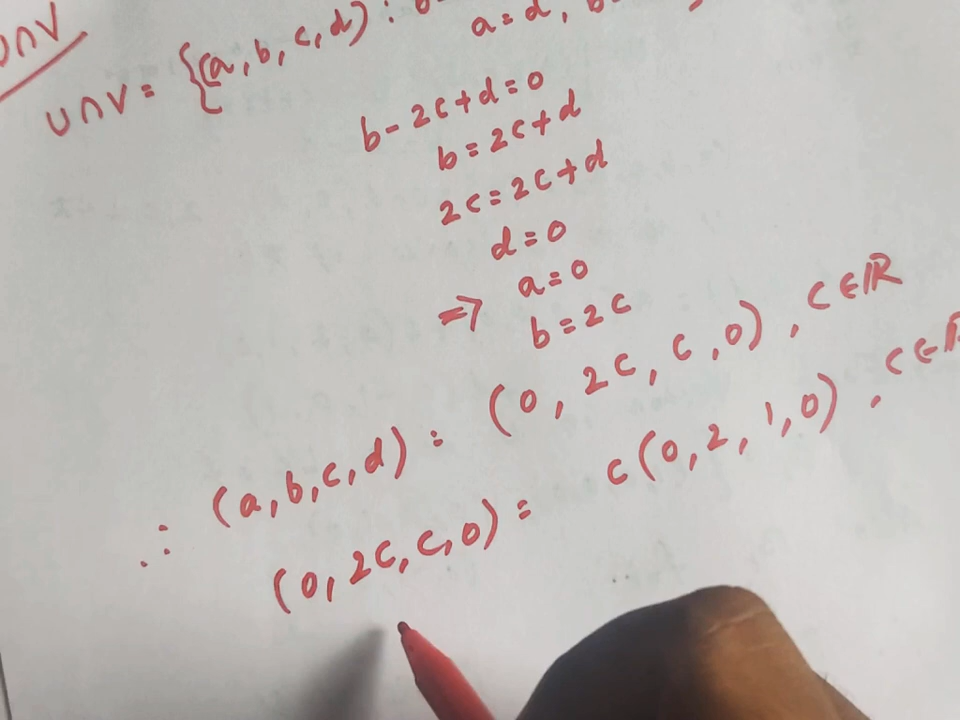 U∩V
U∩V = {(a, b, c, d) :
a = d,
b - 2c + d = 0
b = 2c + d
2c = 2c + d
d = 0
⇒ a = 0
b = 2c
∴ (a, b, c, d) = (0, 2c, c, 0), c ∈ ℝ
(0, 2c, c, 0) = c(0, 2, 1, 0), c ∈ ℝ